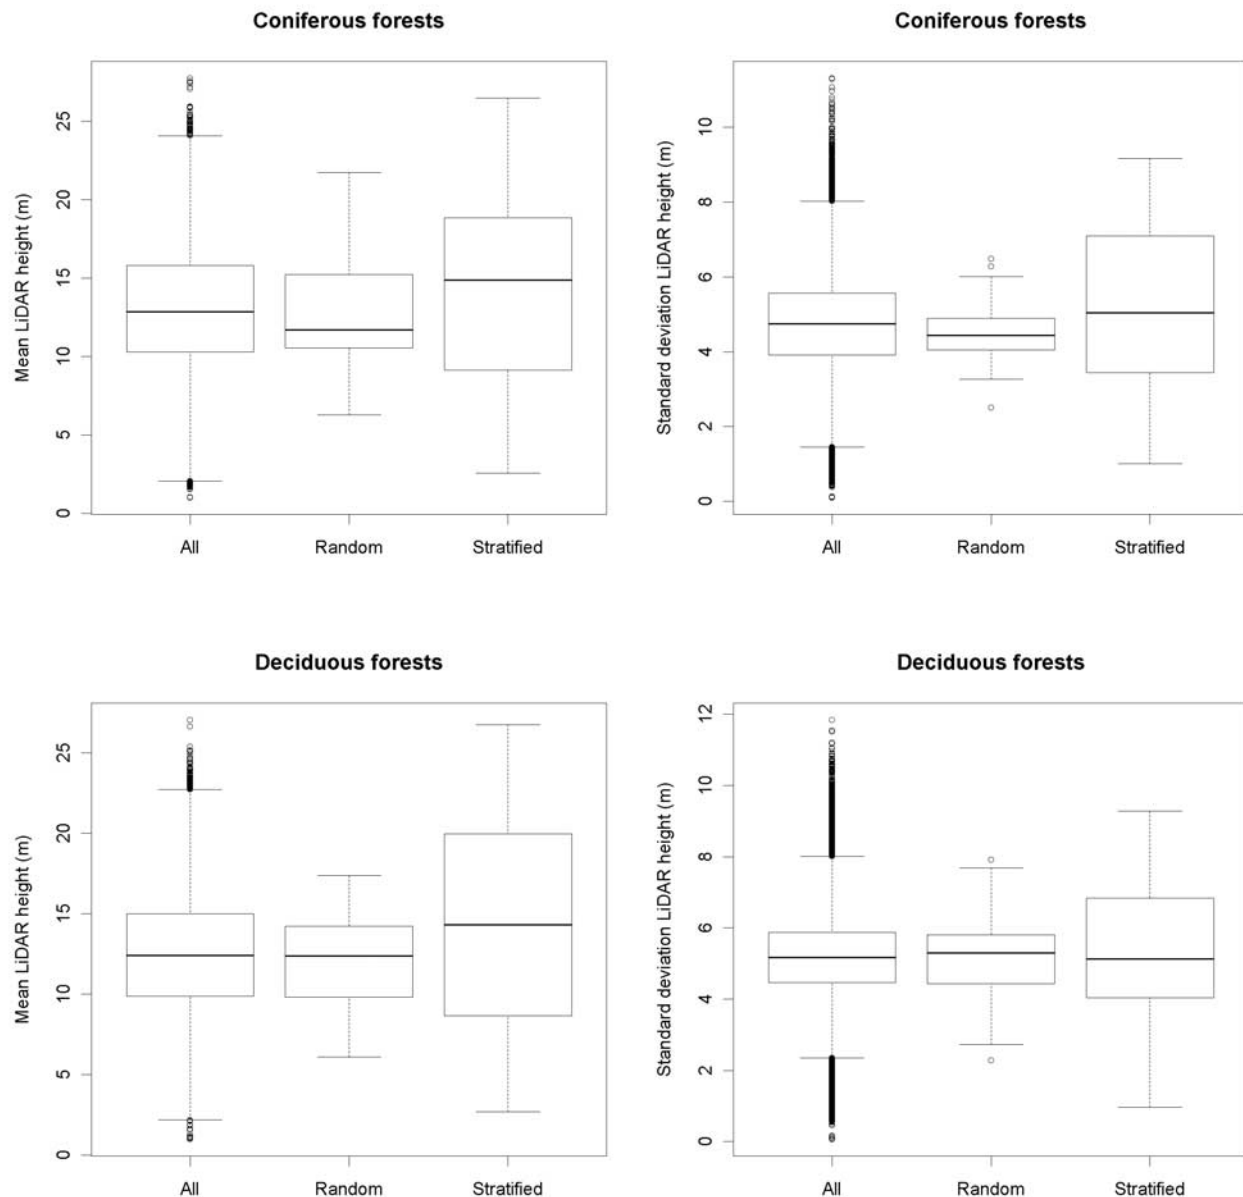 Coniferous forests
Mean LiDAR height (m)
25
20
15
10
5
0
All Random Stratified
Coniferous forests
Standard deviation LiDAR height (m)
10
8
6
4
2
0
All Random Stratified
Deciduous forests
Mean LiDAR height (m)
25
20
15
10
5
0
All Random Stratified
Deciduous forests
Standard deviation LiDAR height (m)
12
10
8
6
4
2
0
All Random Stratified